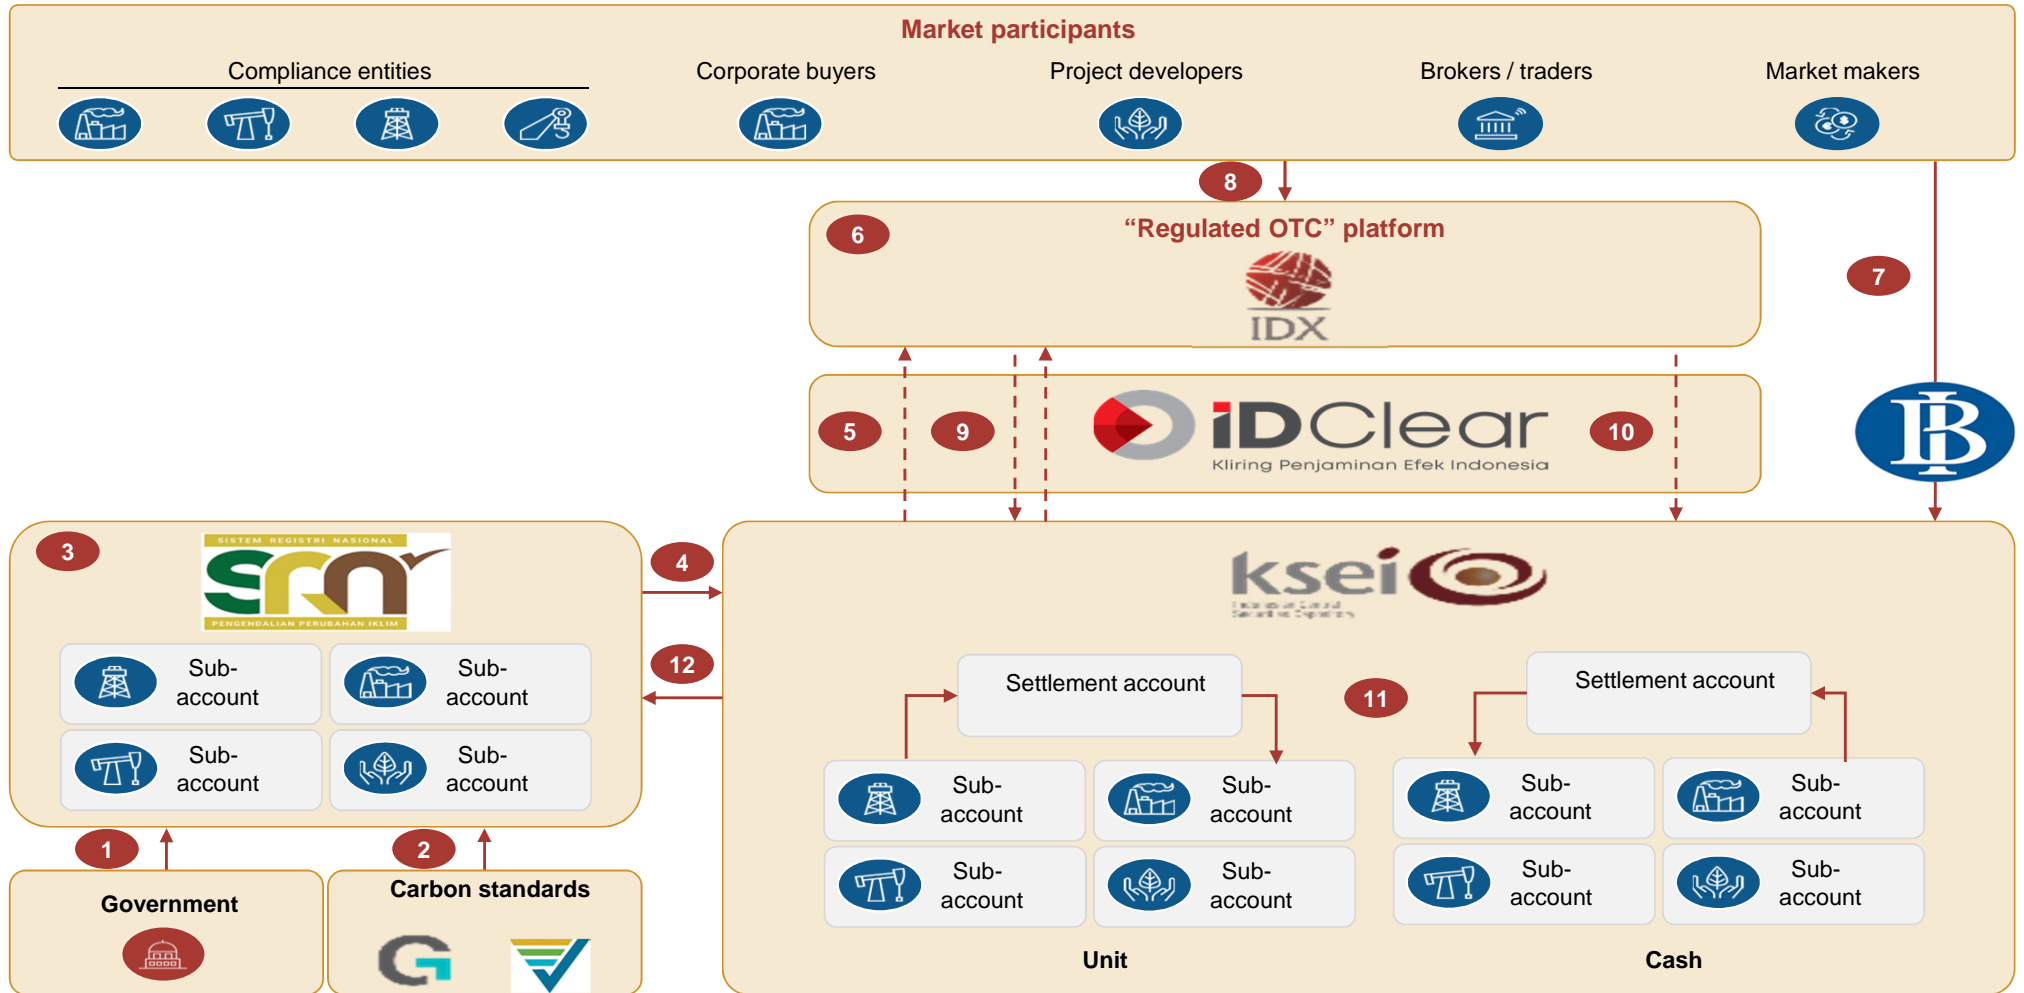 Market participants
Compliance entities
Corporate buyers
Project developers
Brokers / traders
Market makers
8
6
“Regulated OTC” platform
IDX
7
5
9
iDClear
Kliring Penjaminan Efek Indonesia
10
3
SISTEM REGISTRI NASIONAL
srn
PENGENDALIAN PERUBAHAN IKLIM
4
ksei
12
Sub-
account
Sub-
account
Sub-
account
Sub-
account
Settlement account
11
Settlement account
Sub-
account
Sub-
account
Sub-
account
Sub-
account
Sub-
account
Sub-
account
Sub-
account
Sub-
account
1
2
Government
Carbon standards
Unit
Cash